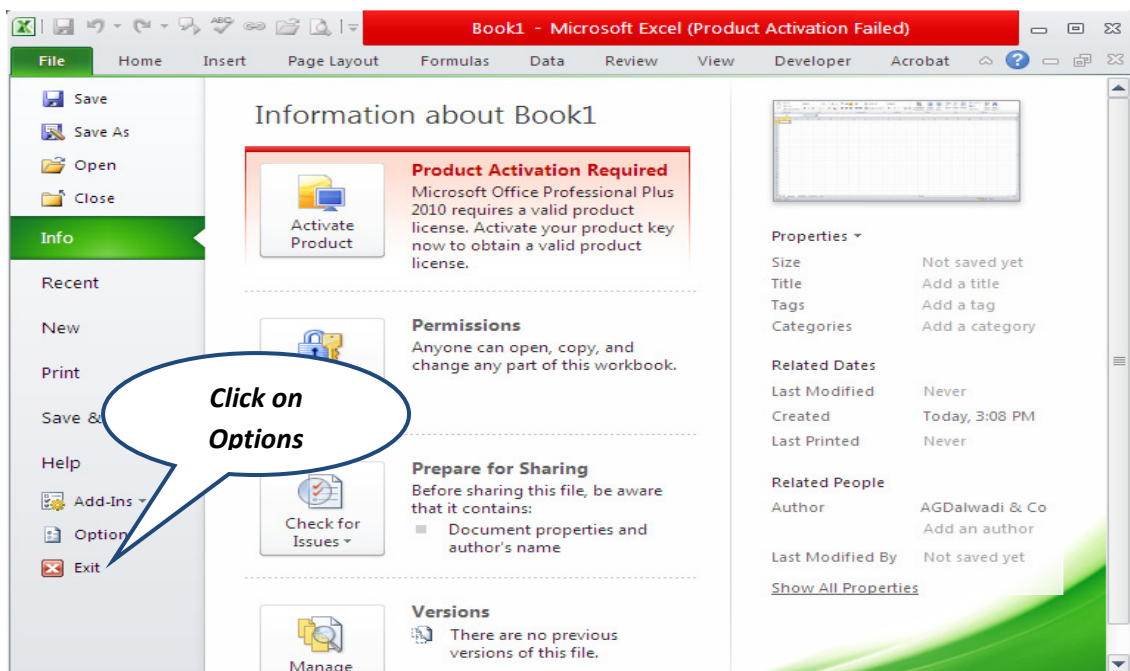 Book1 - Microsoft Excel (Product Activation Failed)
File Home Insert Page Layout Formulas Data Review View Developer Acrobat
Save
Save As
Open
Close
Info
Recent
New
Print
Save &
Help
Add-Ins
Option
Exit
Click on
Options
Information about Book1
Activate
Product
Product Activation Required
Microsoft Office Professional Plus
2010 requires a valid product
license. Activate your product key
now to obtain a valid product
license.
Permissions
Anyone can open, copy, and
change any part of this workbook.
Check for
Issues
Prepare for Sharing
Before sharing this file, be aware
that it contains:
Document properties and
author's name
Manage
Versions
There are no previous
versions of this file.
Properties
Size Not saved yet
Title Add a title
Tags Add a tag
Categories Add a category
Related Dates
Last Modified Never
Created Today, 3:08 PM
Last Printed Never
Related People
Author AGDalwadi & Co
Add an author
Last Modified By Not saved yet
Show All Properties